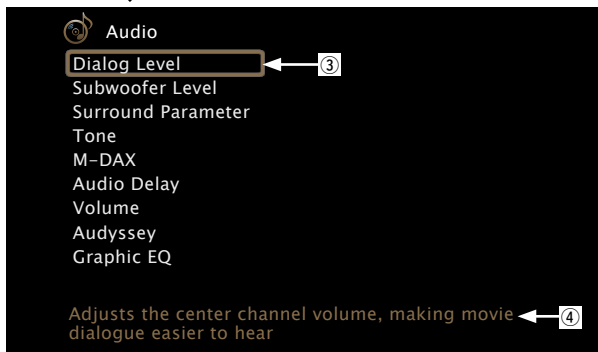 Audio
Dialog Level ③
Subwoofer Level
Surround Parameter
Tone
M-DAX
Audio Delay
Volume
Audyssey
Graphic EQ
Adjusts the center channel volume, making movie ④
dialogue easier to hear